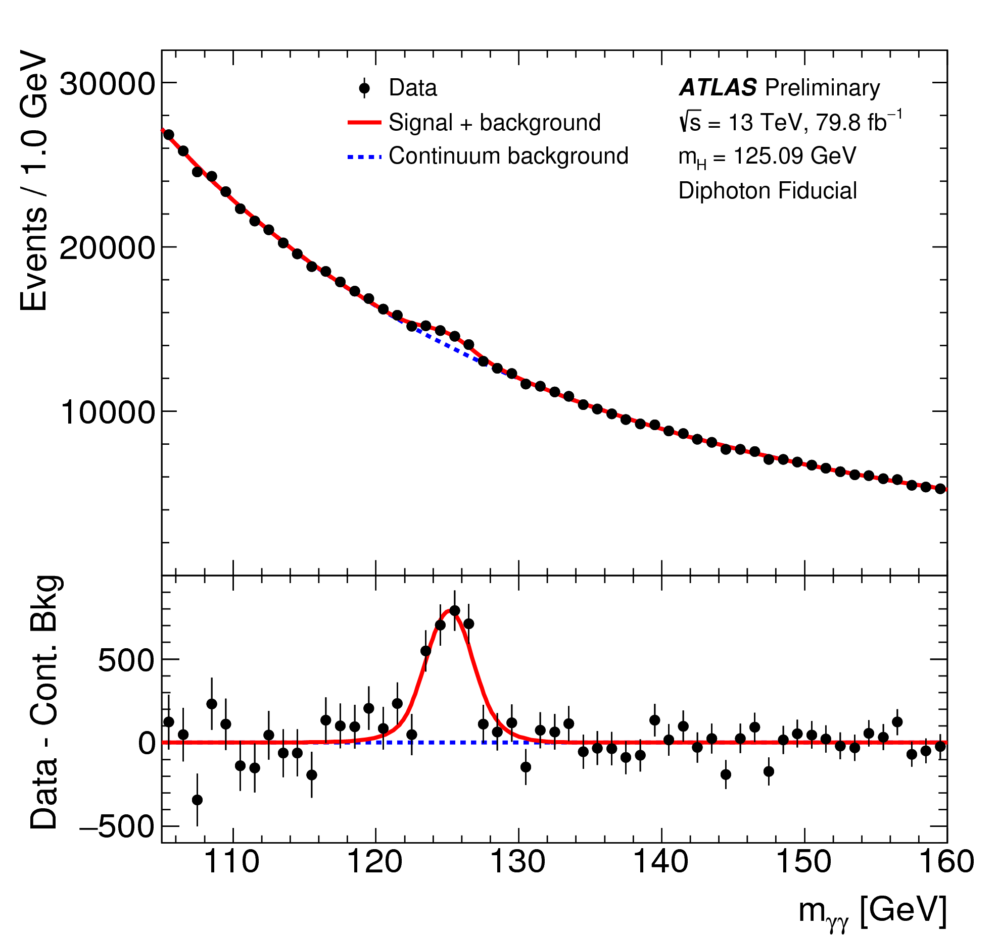 Events / 1.0 GeV
30000
20000
10000
Data
Signal + background
Continuum background
ATLAS Preliminary
√s = 13 TeV, 79.8 fb⁻¹
m_H = 125.09 GeV
Diphoton Fiducial
Data - Cont. Bkg
500
0
−500
110 120 130 140 150 160
m_γγ [GeV]